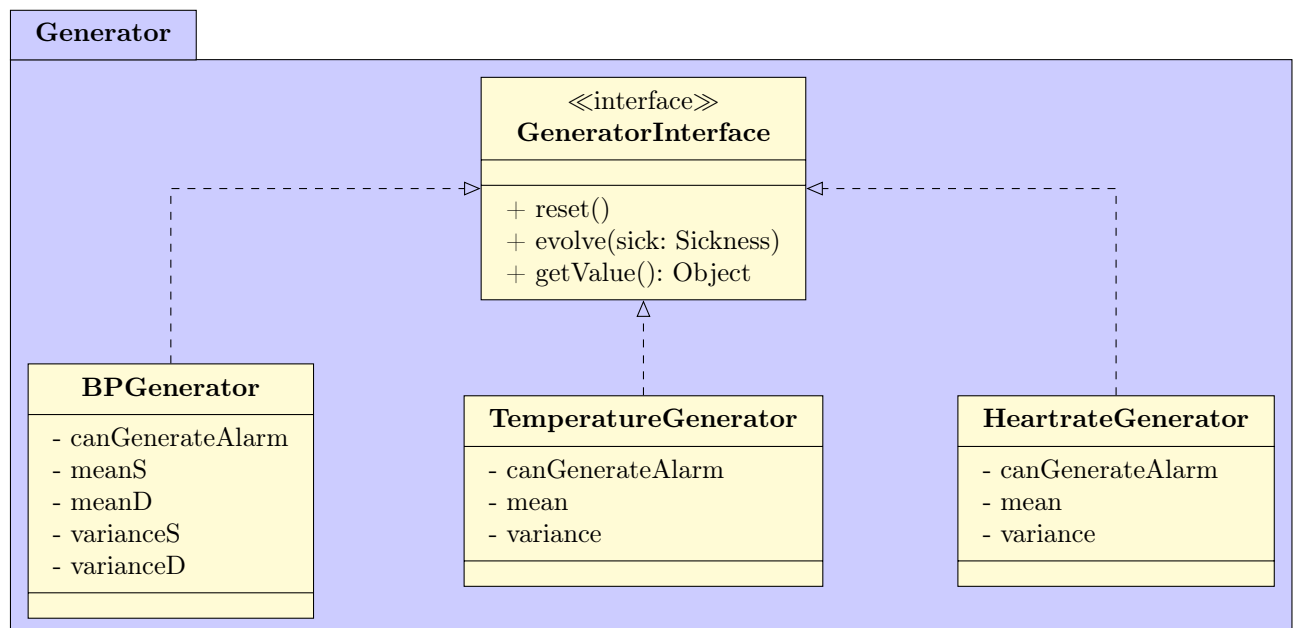 Generator
≪interface≫
GeneratorInterface
+ reset()
+ evolve(sick: Sickness)
+ getValue(): Object
BPGenerator
- canGenerateAlarm
- meanS
- meanD
- varianceS
- varianceD
TemperatureGenerator
- canGenerateAlarm
- mean
- variance
HeartrateGenerator
- canGenerateAlarm
- mean
- variance